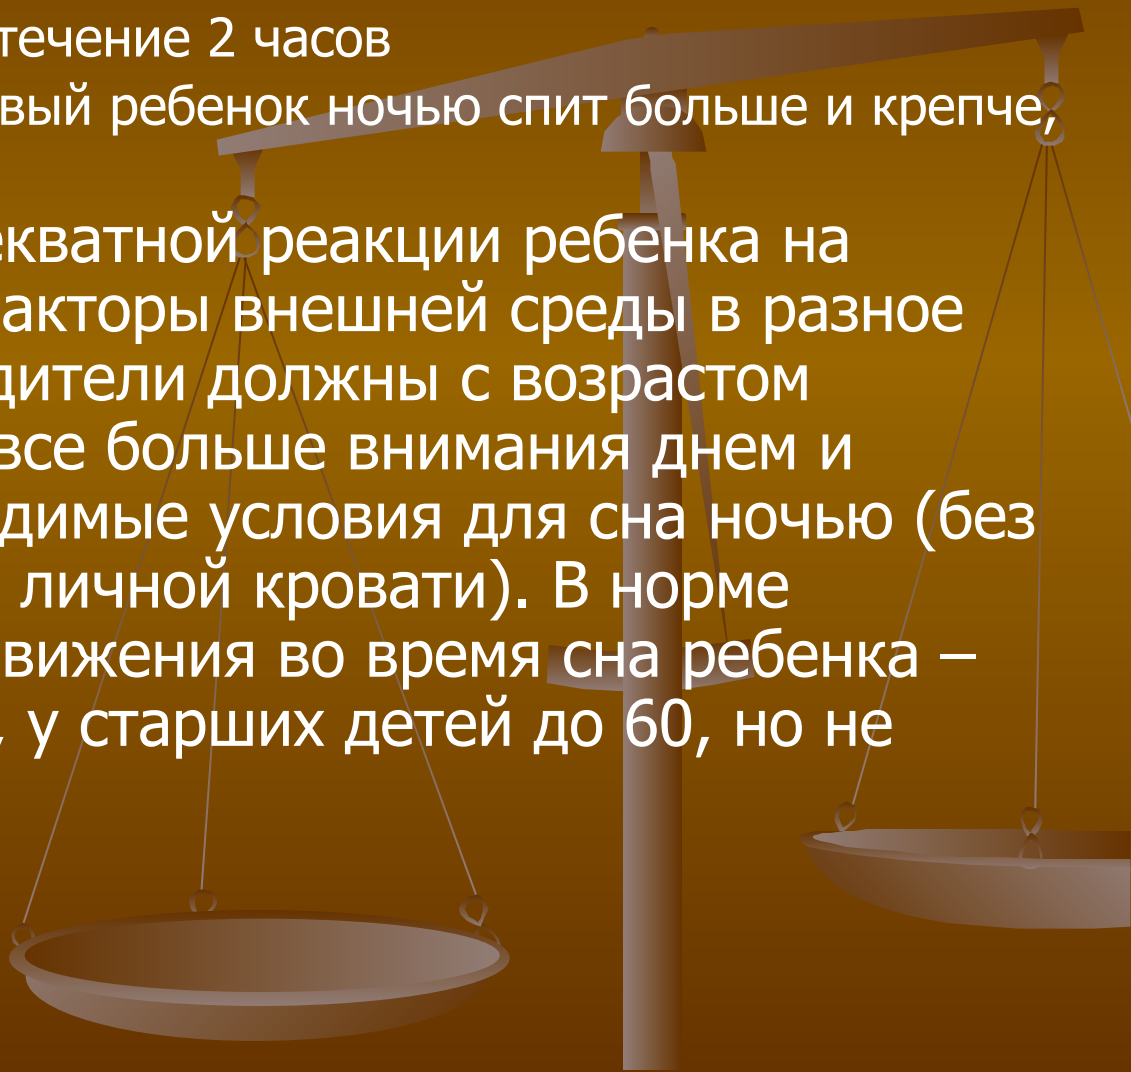 течение 2 часов
вый ребенок ночью спит больше и крепче,
екватной реакции ребенка на
акторы внешней среды в разное
дители должны с возрастом
все больше внимания днем и
димые условия для сна ночью (без
личной кровати). В норме
вижения во время сна ребенка –
, у старших детей до 60, но не